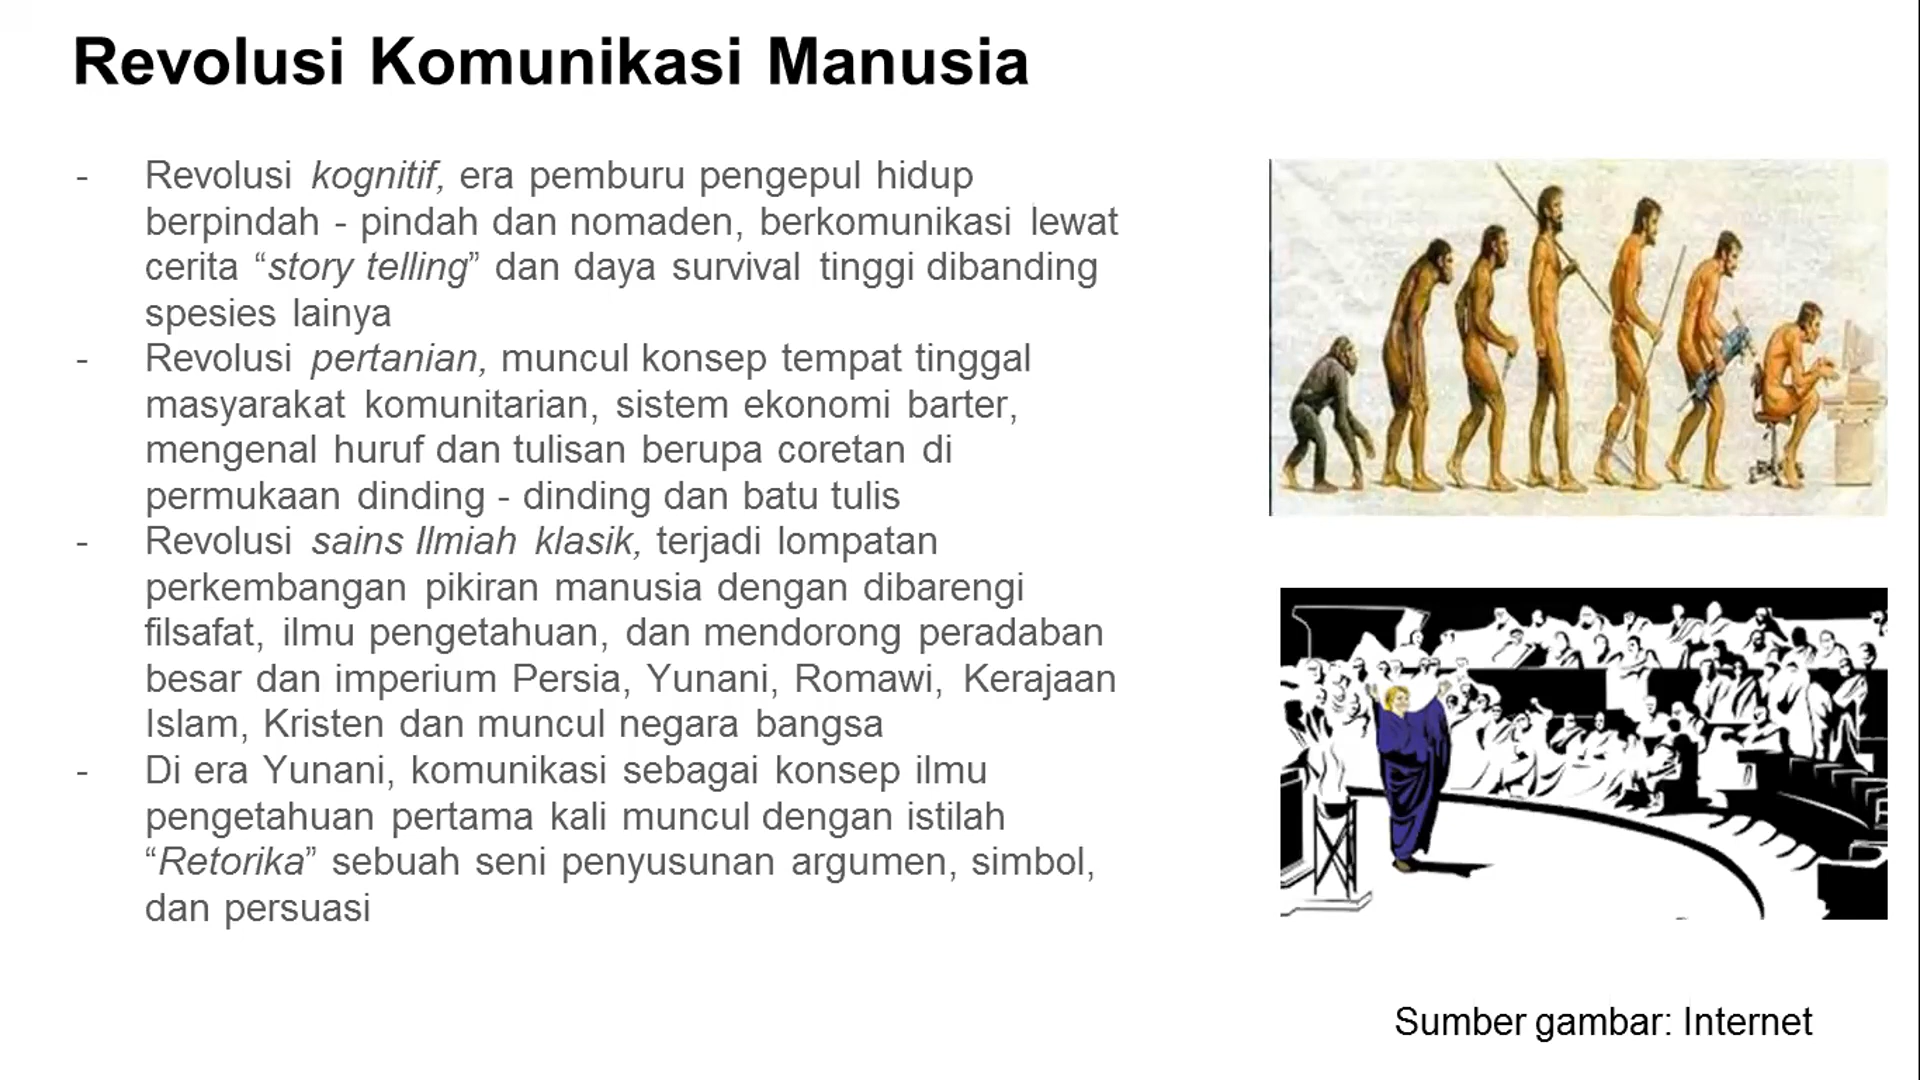 Revolusi Komunikasi Manusia
- Revolusi kognitif, era pemburu pengepul hidup
berpindah - pindah dan nomaden, berkomunikasi lewat
cerita “story telling” dan daya survival tinggi dibanding
spesies lainya
- Revolusi pertanian, muncul konsep tempat tinggal
masyarakat komunitarian, sistem ekonomi barter,
mengenal huruf dan tulisan berupa coretan di
permukaan dinding - dinding dan batu tulis
- Revolusi sains Ilmiah klasik, terjadi lompatan
perkembangan pikiran manusia dengan dibarengi
filsafat, ilmu pengetahuan, dan mendorong peradaban
besar dan imperium Persia, Yunani, Romawi, Kerajaan
Islam, Kristen dan muncul negara bangsa
- Di era Yunani, komunikasi sebagai konsep ilmu
pengetahuan pertama kali muncul dengan istilah
“Retorika” sebuah seni penyusunan argumen, simbol,
dan persuasi
Sumber gambar: Internet